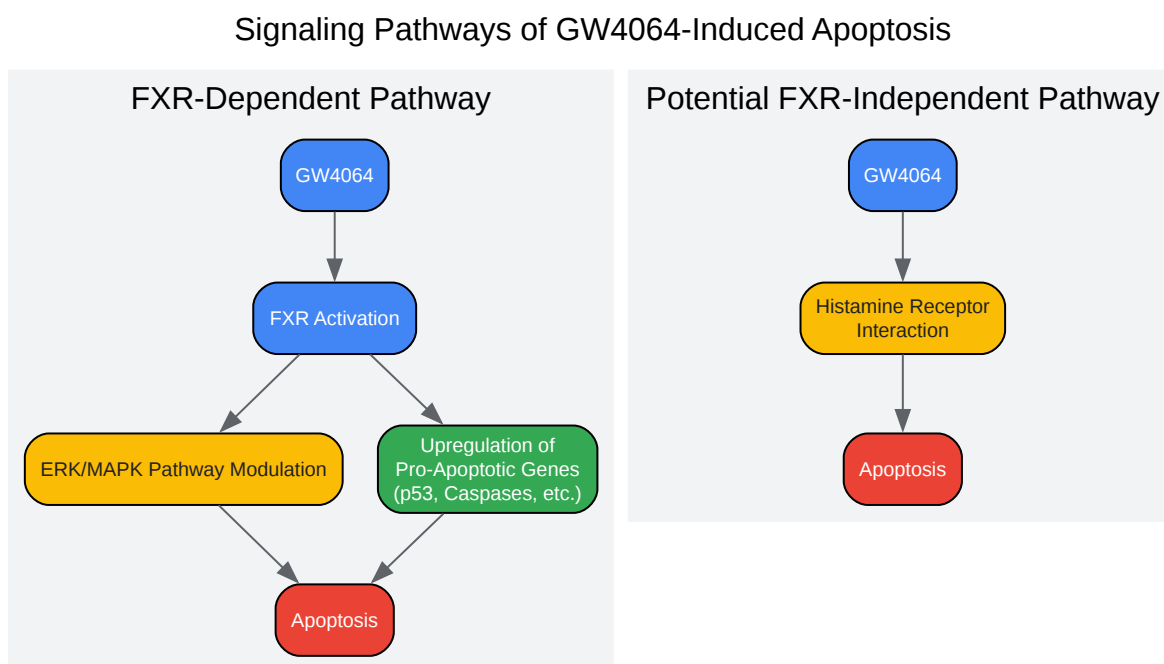 Signaling Pathways of GW4064-Induced Apoptosis
FXR-Dependent Pathway
GW4064
FXR Activation
ERK/MAPK Pathway Modulation
Upregulation of
Pro-Apoptotic Genes
(p53, Caspases, etc.)
Apoptosis
Potential FXR-Independent Pathway
GW4064
Histamine Receptor
Interaction
Apoptosis